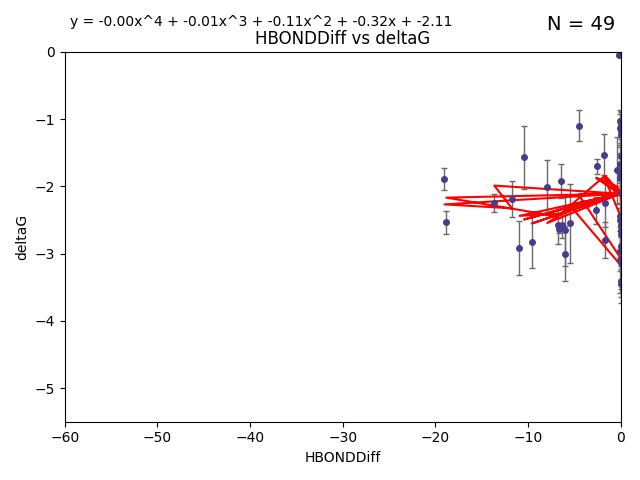 y = -0.00x^4 + -0.01x^3 + -0.11x^2 + -0.32x + -2.11
N = 49
HBONDDiff vs deltaG
0
−1
−2
−3
−4
−5
deltaG
−60 −50 −40 −30 −20 −10 0
HBONDDiff